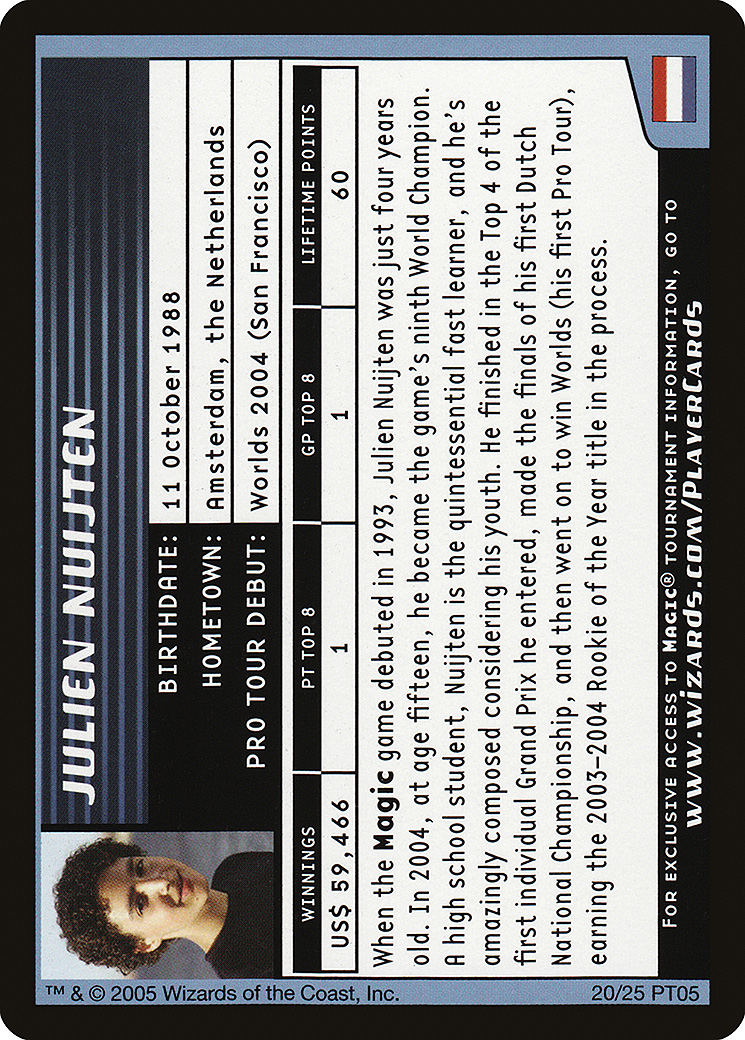 JULIEN NUIJTEN
BIRTHDATE: 11 October 1988
HOMETOWN: Amsterdam, the Netherlands
PRO TOUR DEBUT: Worlds 2004 (San Francisco)
WINNINGS PT TOP 8 GP TOP 8 LIFETIME POINTS
US$ 59,466 1 1 60
When the Magic game debuted in 1993, Julien Nuijten was just four years
old. In 2004, at age fifteen, he became the game's ninth World Champion.
A high school student, Nuijten is the quintessential fast learner, and he's
amazingly composed considering his youth. He finished in the Top 4 of the
first individual Grand Prix he entered, made the finals of his first Dutch
National Championship, and then went on to win Worlds (his first Pro Tour),
earning the 2003–2004 Rookie of the Year title in the process.
FOR EXCLUSIVE ACCESS TO MAGIC® TOURNAMENT INFORMATION, GO TO
WWW.WIZARDS.COM/PLAYERCARDS
™ & © 2005 Wizards of the Coast, Inc.
20/25 PT05